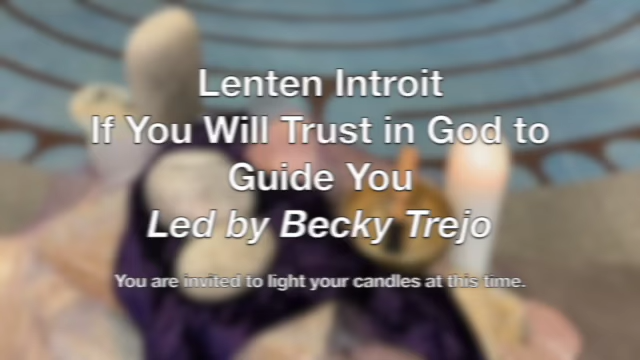 Lenten Introit
If You Will Trust in God to
Guide You
Led by Becky Trejo
You are invited to light your candles at this time.